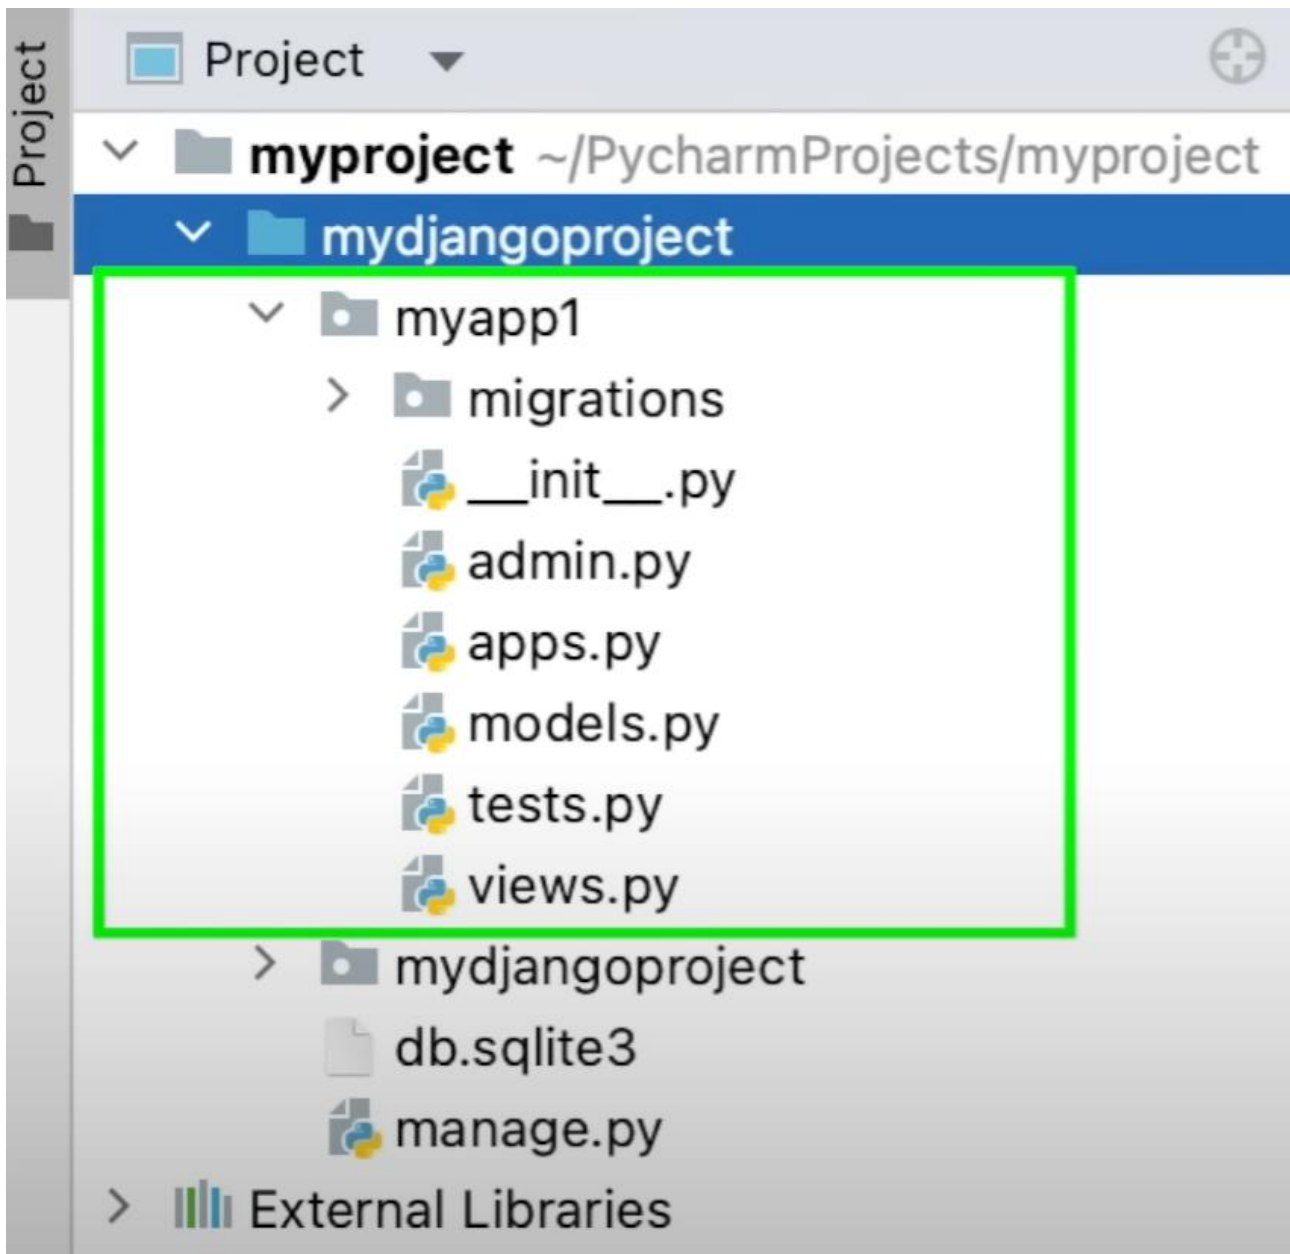 Project
Project
myproject ~/PycharmProjects/myproject
mydjangoproject
myapp1
migrations
__init__.py
admin.py
apps.py
models.py
tests.py
views.py
mydjangoproject
db.sqlite3
manage.py
External Libraries